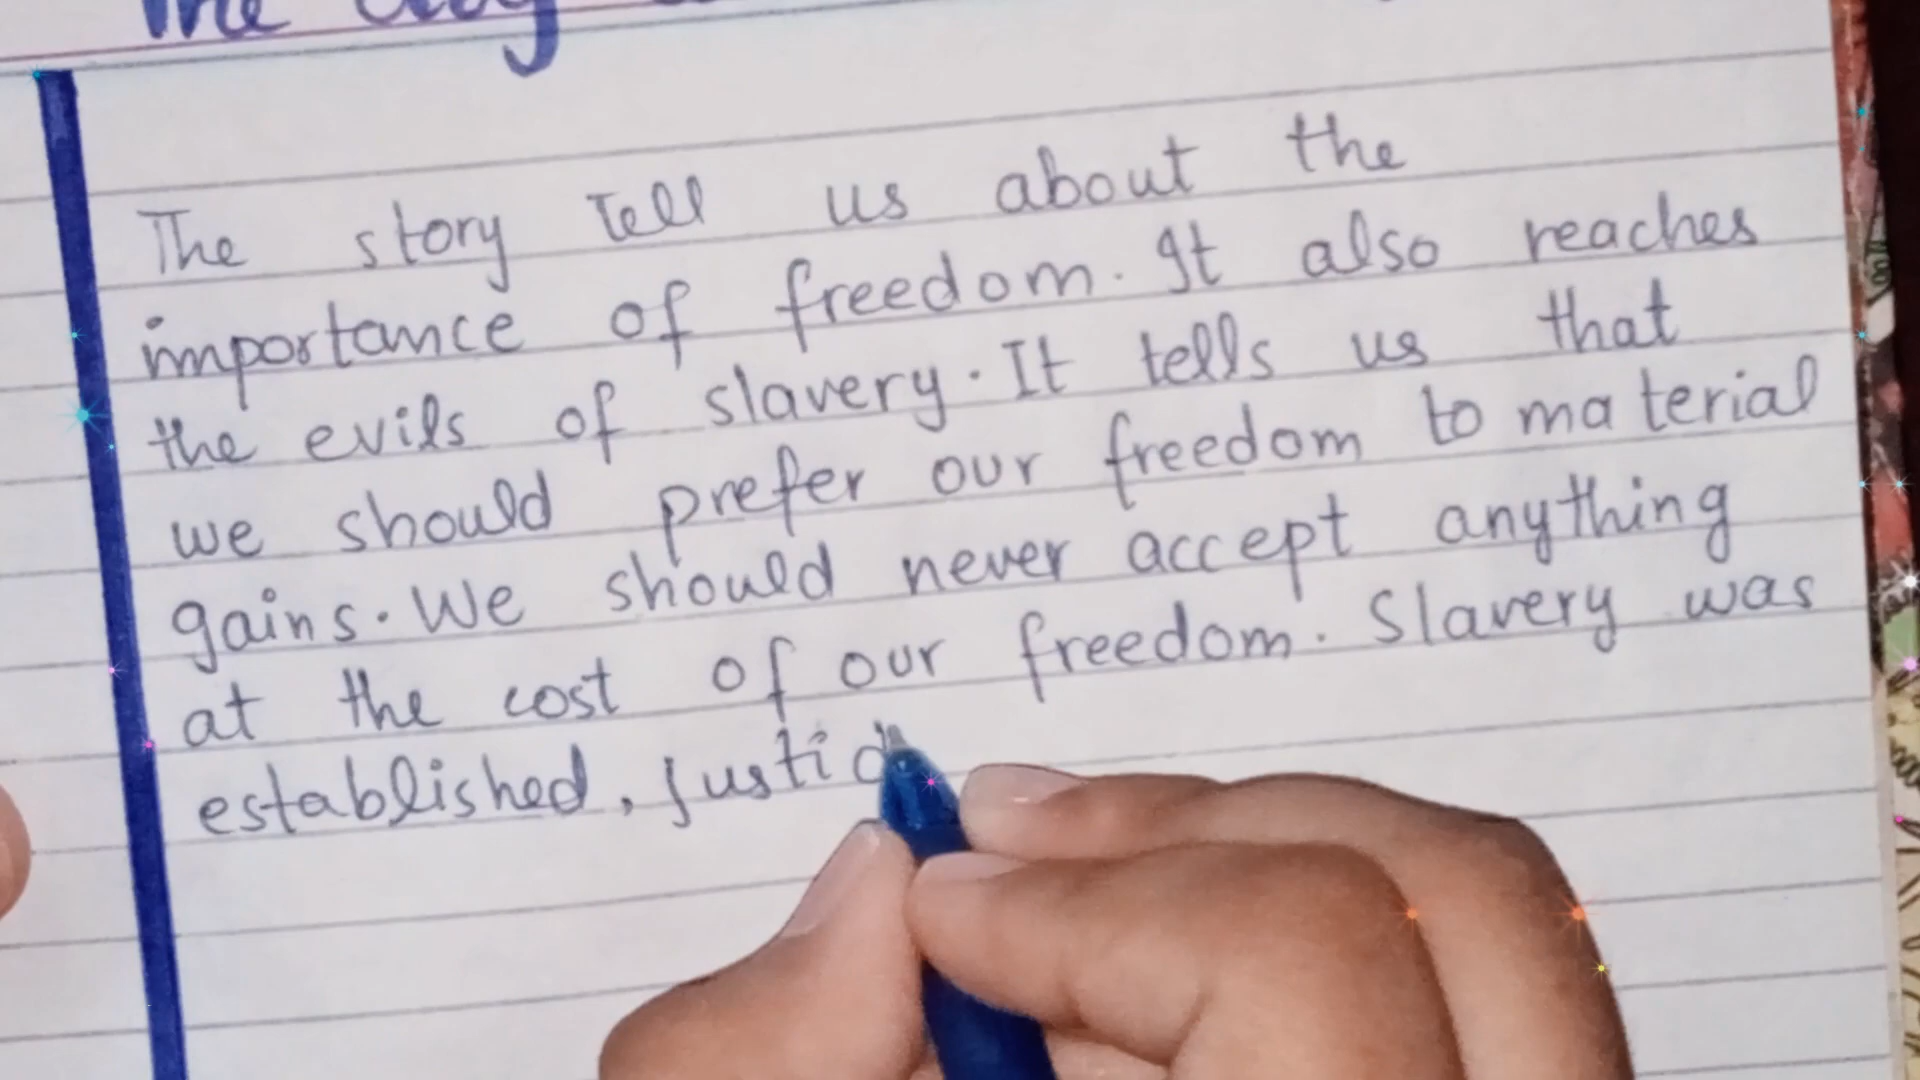 The
The story Tell us about the
importance of freedom. It also reaches
the evils of slavery. It tells us that
we should prefer our freedom to material
gains. We should never accept anything
at the cost of our freedom. Slavery was
established, Justic